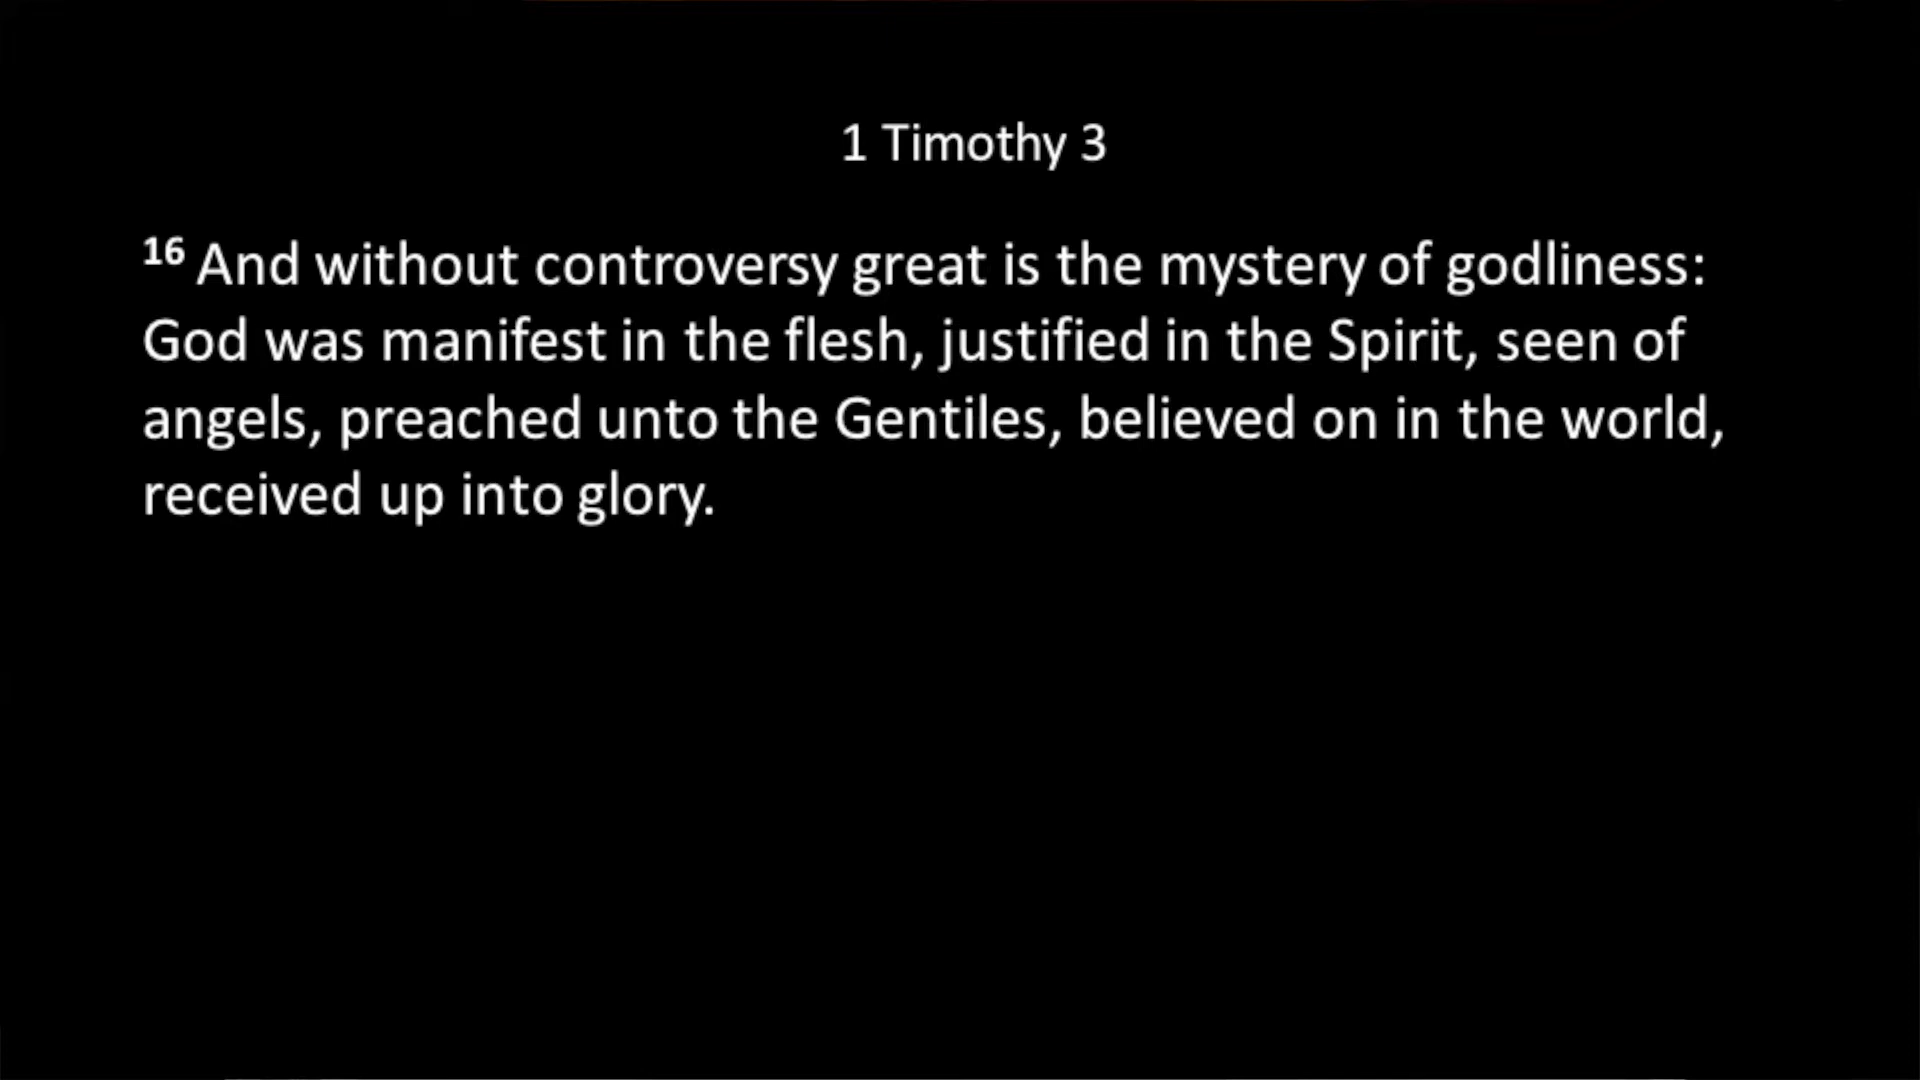 1 Timothy 3
16 And without controversy great is the mystery of godliness:
God was manifest in the flesh, justified in the Spirit, seen of
angels, preached unto the Gentiles, believed on in the world,
received up into glory.